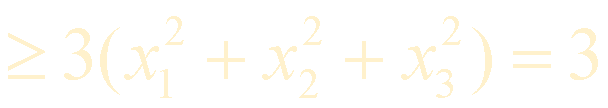 ≥ 3(x₁² + x₂² + x₃²) = 3